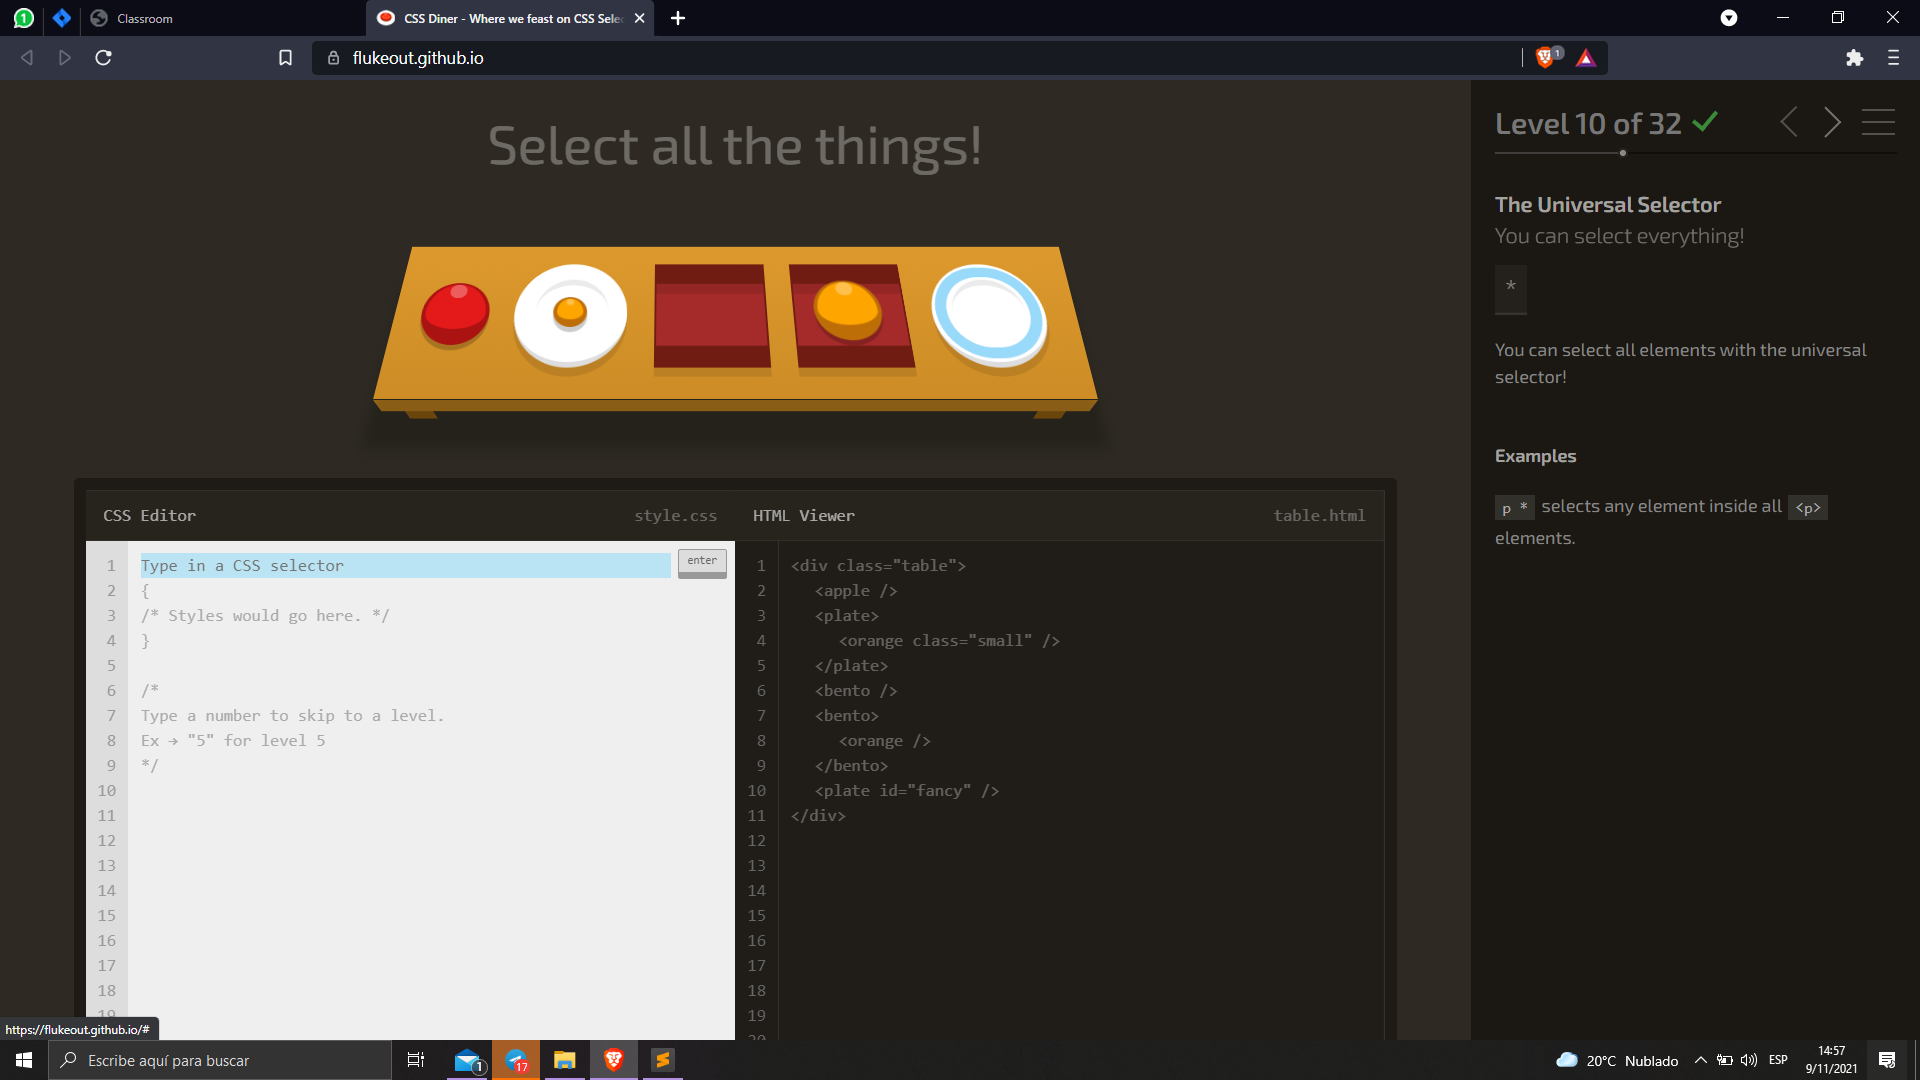 1
Classroom
CSS Diner - Where we feast on CSS Sele
flukeout.github.io
1
Select all the things!
Level 10 of 32
The Universal Selector
You can select everything!
*
You can select all elements with the universal
selector!
Examples
p * selects any element inside all <p>
elements.
CSS Editor
style.css
1 Type in a CSS selector
enter
2 {
3 /* Styles would go here. */
4 }
5
6 /*
7 Type a number to skip to a level.
8 Ex → "5" for level 5
9 */
10
11
12
13
14
15
16
17
18
19
HTML Viewer
table.html
1 <div class="table">
2 <apple />
3 <plate>
4 <orange class="small" />
5 </plate>
6 <bento />
7 <bento>
8 <orange />
9 </bento>
10 <plate id="fancy" />
11 </div>
12
13
14
15
16
17
18
19
20
https://flukeout.github.io/#
Escribe aquí para buscar
1
17
20°C Nublado
ESP
14:57
9/11/2021